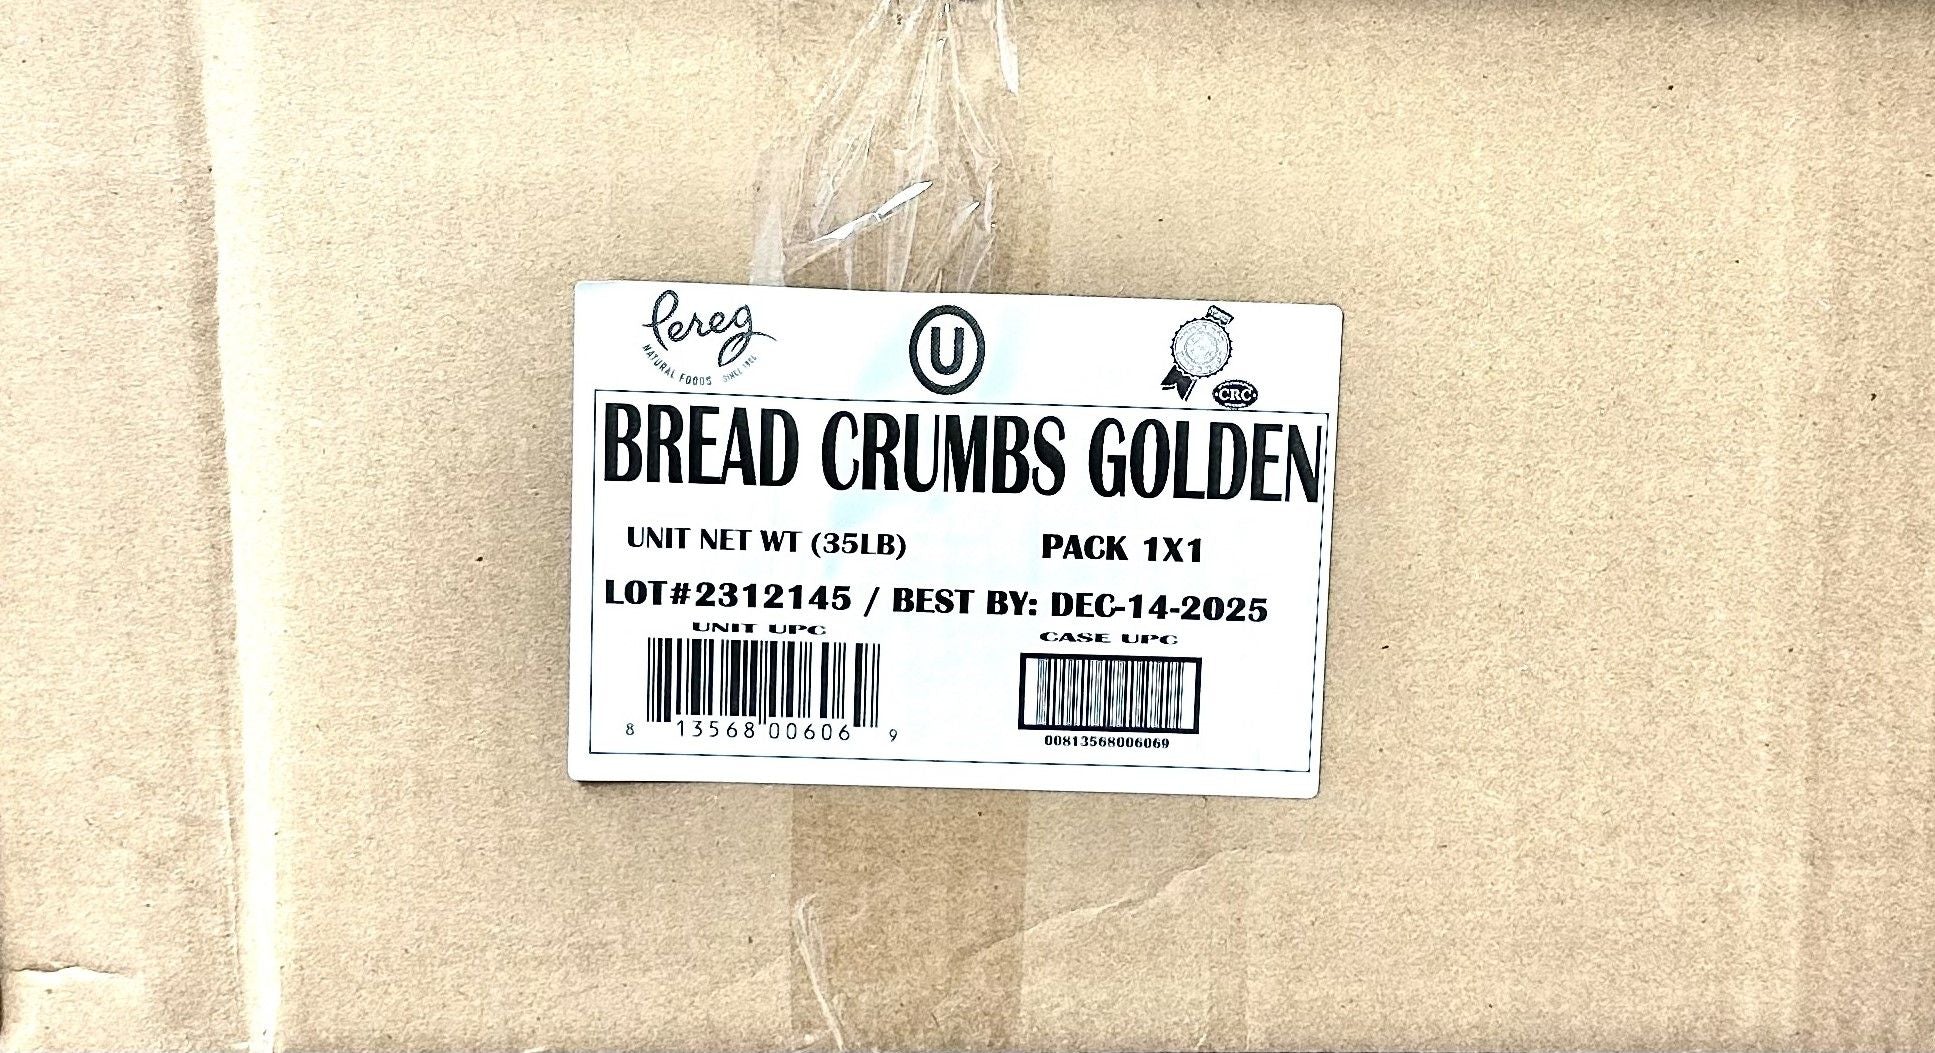 Pereg
NATURAL FOODS SINCE 1906
U
CRC
BREAD CRUMBS GOLDEN
UNIT NET WT (35LB) PACK 1X1
LOT#2312145 / BEST BY: DEC-14-2025
UNIT UPC CASE UPC
8 13568 00606 9
00813568006069